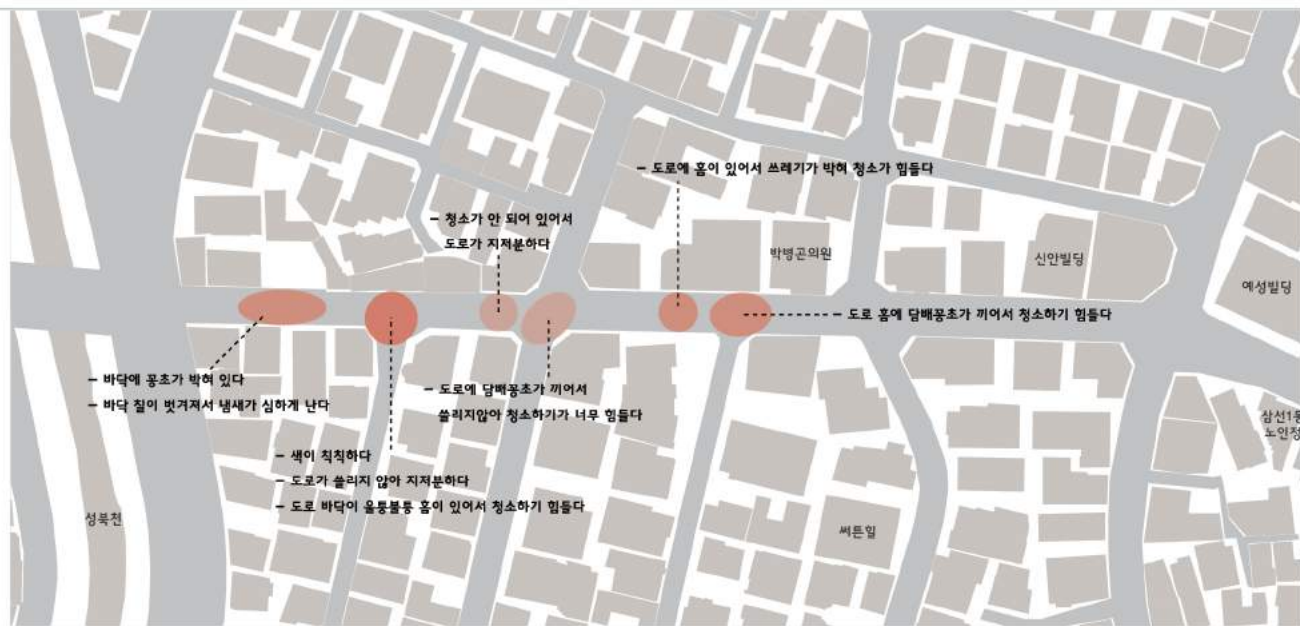 – 도로에 홈이 있어서 쓰레기가 박혀 청소가 힘들다
– 청소가 안 되어 있어서
도로가 지저분하다
박병곤의원
신안빌딩
예성빌딩
– 도로 홈에 담배꽁초가 끼어서 청소하기 힘들다
– 바닥에 꽁초가 박혀 있다
– 바닥 칠이 벗겨져서 냄새가 심하게 난다
– 도로에 담배꽁초가 끼어서
쓸리지않아 청소하기가 너무 힘들다
– 색이 칙칙하다
– 도로가 쓸리지 않아 지저분하다
– 도로 바닥이 울퉁불퉁 홈이 있어서 청소하기 힘들다
삼선1동
노인정
성북천
써튼힐